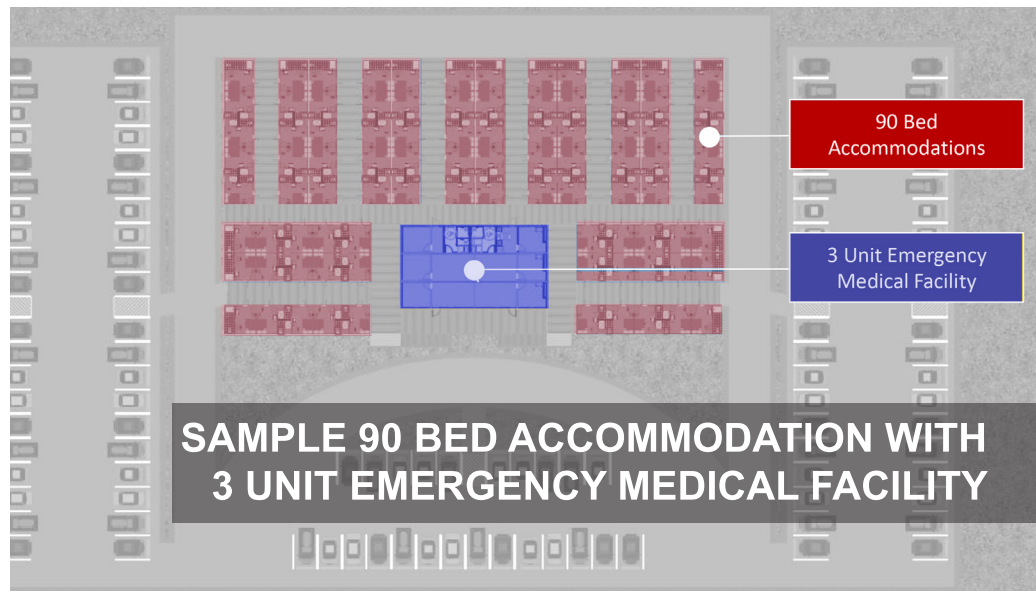 90 Bed
Accommodations
3 Unit Emergency
Medical Facility
SAMPLE 90 BED ACCOMMODATION WITH
3 UNIT EMERGENCY MEDICAL FACILITY